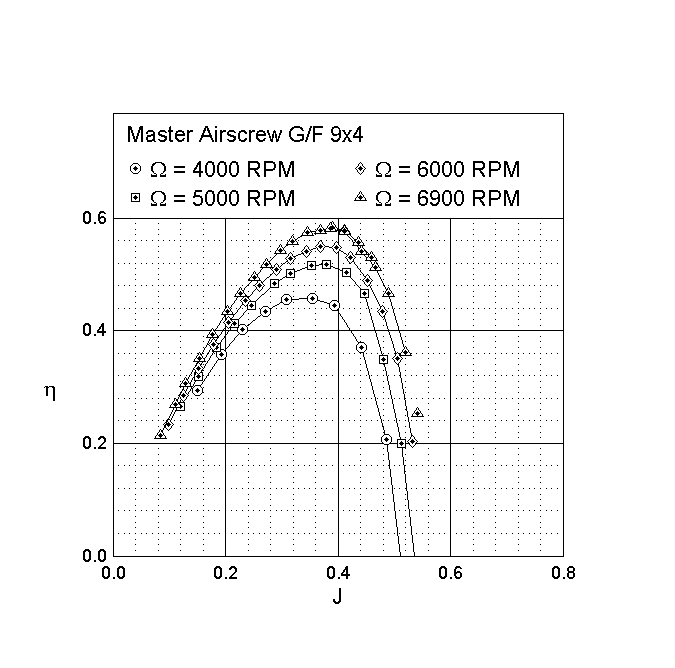 Master Airscrew G/F 9x4
Ω = 4000 RPM Ω = 6000 RPM
Ω = 5000 RPM Ω = 6900 RPM
0.6
0.4
η
0.2
0.0
0.0 0.2 0.4 0.6 0.8
J